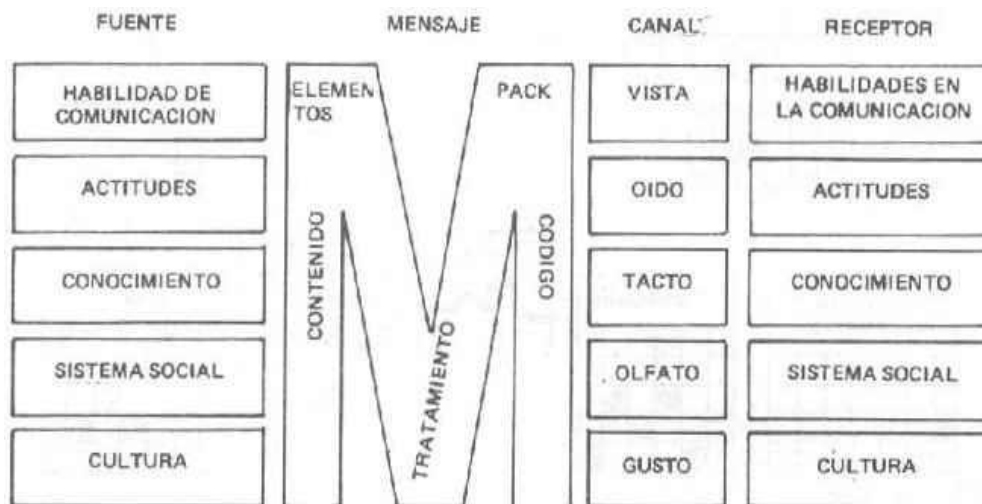 FUENTE
MENSAJE
CANAL
RECEPTOR
HABILIDAD DE
COMUNICACION
ACTITUDES
CONOCIMIENTO
SISTEMA SOCIAL
CULTURA
ELEMEN
TOS
PACK
CONTENIDO
CODIGO
TRATAMIENTO
VISTA
OIDO
TACTO
OLFATO
GUSTO
HABILIDADES EN
LA COMUNICACION
ACTITUDES
CONOCIMIENTO
SISTEMA SOCIAL
CULTURA